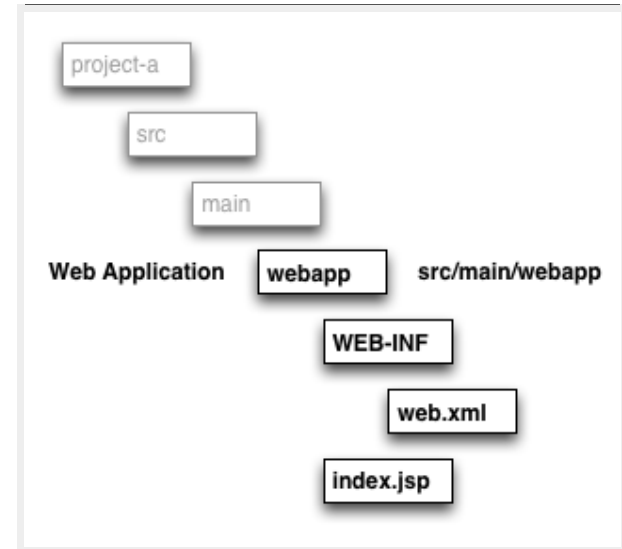 project-a
src
main
Web Application webapp src/main/webapp
WEB-INF
web.xml
index.jsp